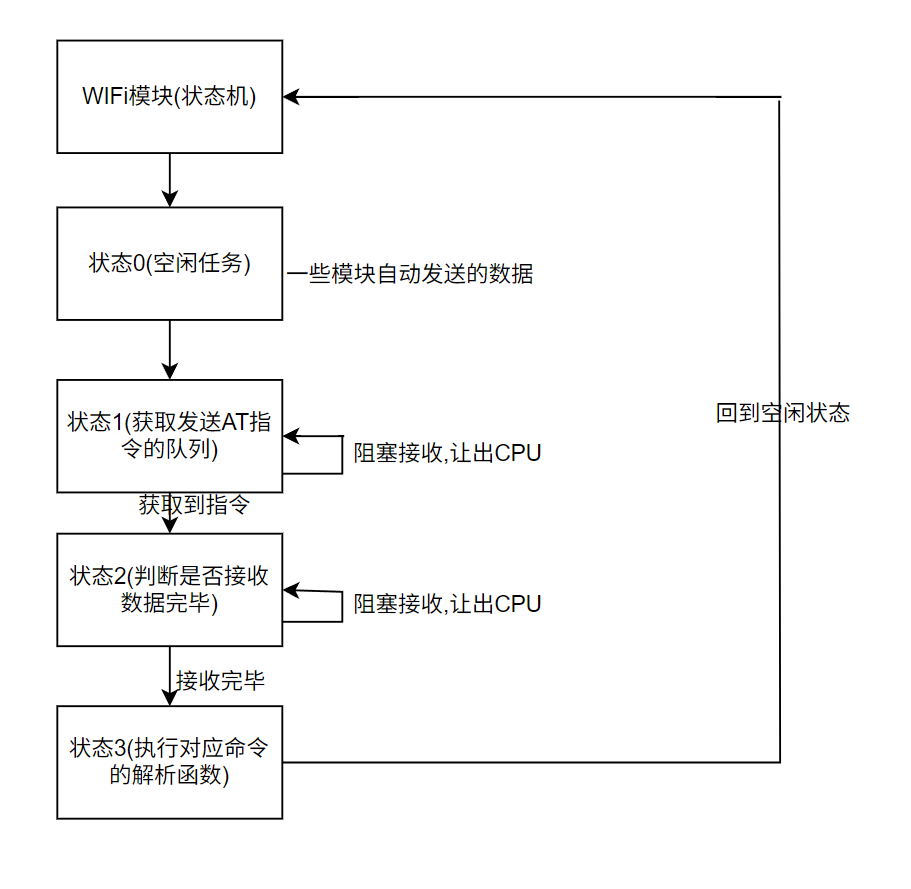 WIFi模块(状态机)
状态0(空闲任务)
一些模块自动发送的数据
状态1(获取发送AT指
令的队列)
阻塞接收,让出CPU
回到空闲状态
获取到指令
状态2(判断是否接收
数据完毕)
阻塞接收,让出CPU
接收完毕
状态3(执行对应命令
的解析函数)